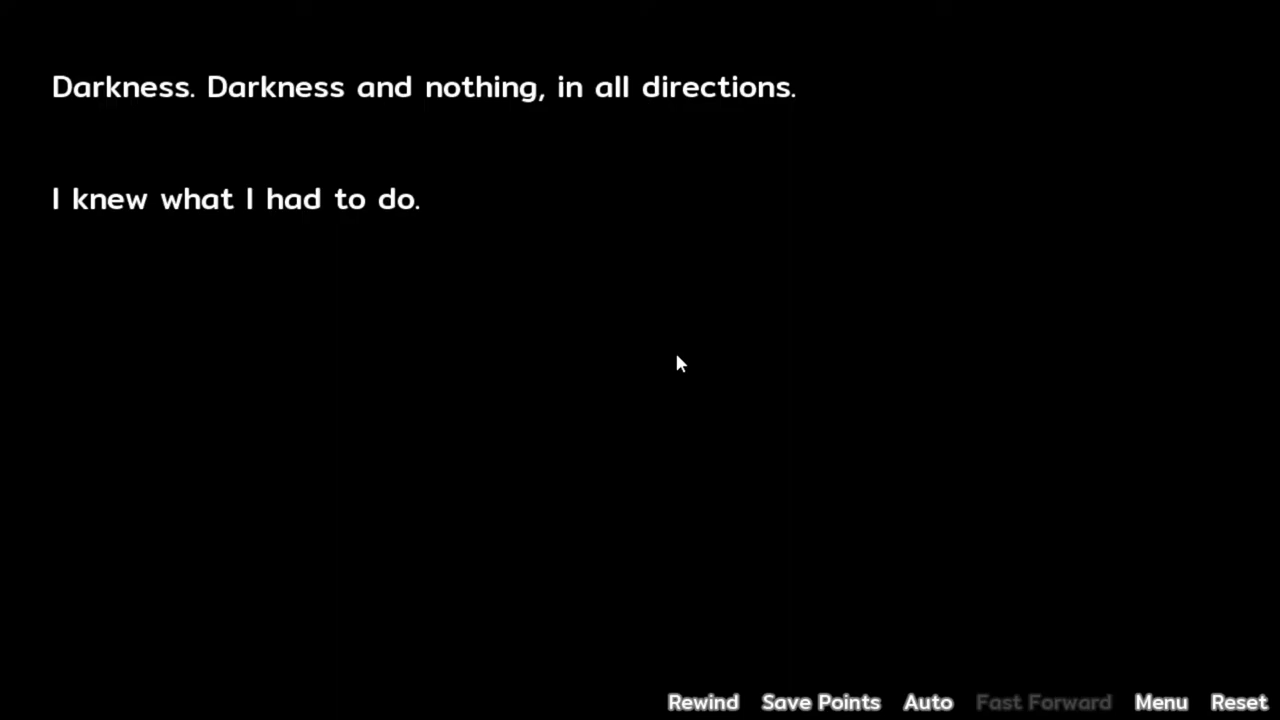 Darkness. Darkness and nothing, in all directions.
I knew what I had to do.
Rewind Save Points Auto Fast Forward Menu Reset